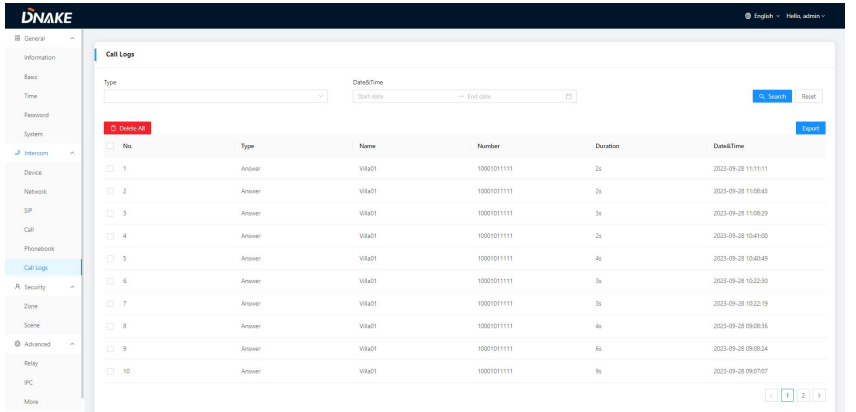 DNAKE
English
Hello, admin
General
Information
Basic
Time
Password
System
Intercom
Device
Network
SIP
Call
Phonebook
Call Logs
Security
Zone
Scene
Advanced
Relay
IPC
More
Call Logs
Type
Date&Time
Start date
End date
Search
Reset
Delete All
Export
No. Type Name Number Duration Date&Time
1 Answer Villa01 10001011111 2s 2023-09-28 11:11:11
2 Answer Villa01 10001011111 2s 2023-09-28 11:08:43
3 Answer Villa01 10001011111 3s 2023-09-28 11:08:29
4 Answer Villa01 10001011111 2s 2023-09-28 10:41:00
5 Answer Villa01 10001011111 4s 2023-09-28 10:40:49
6 Answer Villa01 10001011111 3s 2023-09-28 10:22:30
7 Answer Villa01 10001011111 3s 2023-09-28 10:22:19
8 Answer Villa01 10001011111 4s 2023-09-28 09:08:36
9 Answer Villa01 10001011111 6s 2023-09-28 09:08:24
10 Answer Villa01 10001011111 9s 2023-09-28 09:07:07
< 1 2 >